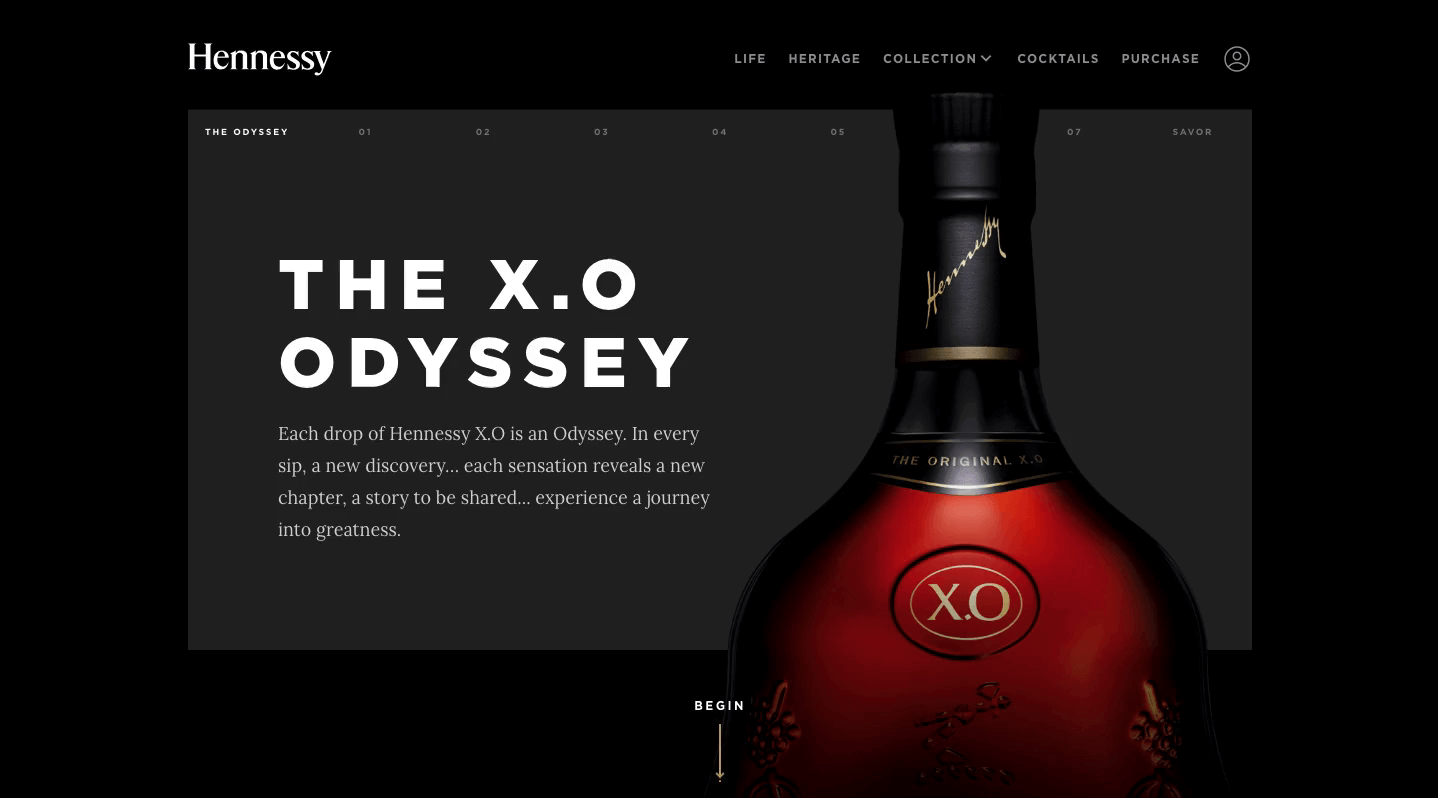 Hennessy
LIFE HERITAGE COLLECTION COCKTAILS PURCHASE
THE ODYSSEY 01 02 03 04 05 07 SAVOR
Hennessy
THE X.O
ODYSSEY
Each drop of Hennessy X.O is an Odyssey. In every
sip, a new discovery... each sensation reveals a new
chapter, a story to be shared... experience a journey
into greatness.
THE ORIGINAL X.O
X.O
BEGIN